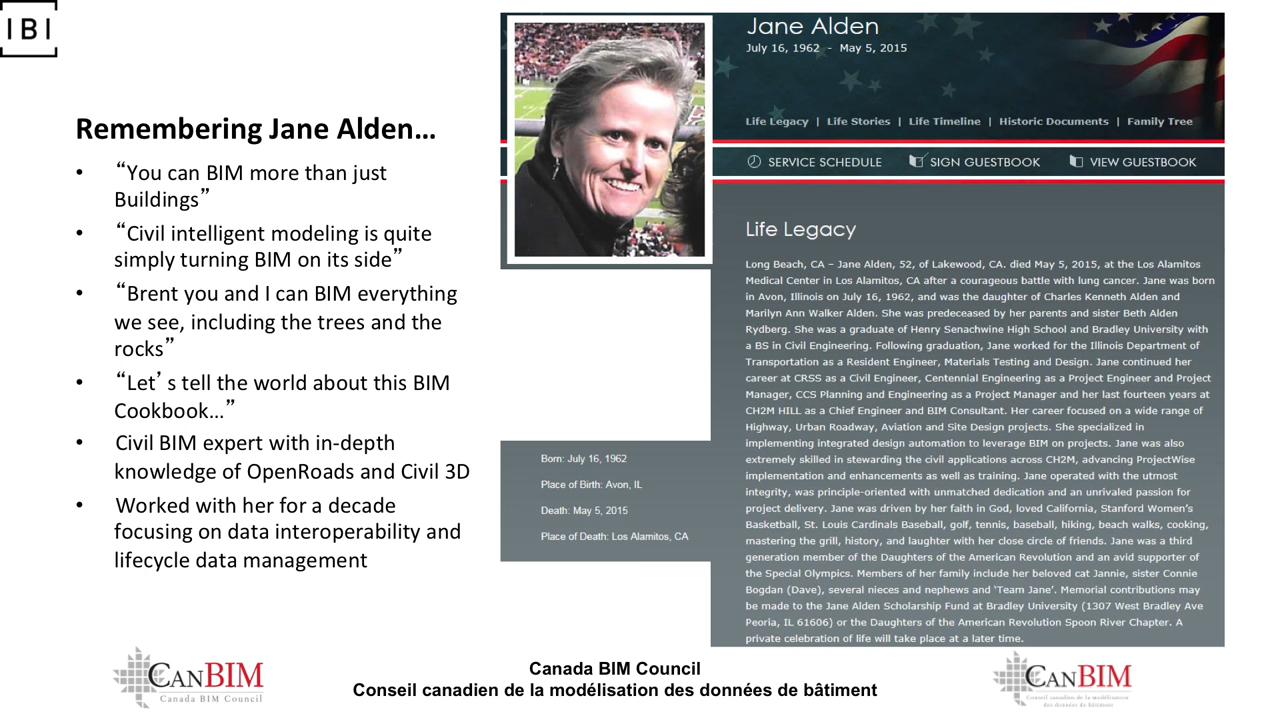 IBI
Remembering Jane Alden…
• “You can BIM more than just
Buildings”
• “Civil intelligent modeling is quite
simply turning BIM on its side”
• “Brent you and I can BIM everything
we see, including the trees and the
rocks”
• “Let’s tell the world about this BIM
Cookbook…”
• Civil BIM expert with in-depth
knowledge of OpenRoads and Civil 3D
• Worked with her for a decade
focusing on data interoperability and
lifecycle data management
Jane Alden
July 16, 1962 - May 5, 2015
Life Legacy | Life Stories | Life Timeline | Historic Documents | Family Tree
SERVICE SCHEDULE SIGN GUESTBOOK VIEW GUESTBOOK
Life Legacy
Long Beach, CA – Jane Alden, 52, of Lakewood, CA. died May 5, 2015, at the Los Alamitos
Medical Center in Los Alamitos, CA after a courageous battle with lung cancer. Jane was born
in Avon, Illinois on July 16, 1962, and was the daughter of Charles Kenneth Alden and
Marilyn Ann Walker Alden. She was predeceased by her parents and sister Beth Alden
Rydberg. She was a graduate of Henry Senachwine High School and Bradley University with
a BS in Civil Engineering. Following graduation, Jane worked for the Illinois Department of
Transportation as a Resident Engineer, Materials Testing and Design. Jane continued her
career at CRSS as a Civil Engineer, Centennial Engineering as a Project Engineer and Project
Manager, CCS Planning and Engineering as a Project Manager and her last fourteen years at
CH2M HILL as a Chief Engineer and BIM Consultant. Her career focused on a wide range of
Highway, Urban Roadway, Aviation and Site Design projects. She specialized in
implementing integrated design automation to leverage BIM on projects. Jane was also
extremely skilled in stewarding the civil applications across CH2M, advancing ProjectWise
implementation and enhancements as well as training. Jane operated with the utmost
integrity, was principle-oriented with unmatched dedication and an unrivaled passion for
project delivery. Jane was driven by her faith in God, loved California, Stanford Women’s
Basketball, St. Louis Cardinals Baseball, golf, tennis, baseball, hiking, beach walks, cooking,
mastering the grill, history, and laughter with her close circle of friends. Jane was a third
generation member of the Daughters of the American Revolution and an avid supporter of
the Special Olympics. Members of her family include her beloved cat Jannie, sister Connie
Bogdan (Dave), several nieces and nephews and ‘Team Jane’. Memorial contributions may
be made to the Jane Alden Scholarship Fund at Bradley University (1307 West Bradley Ave
Peoria, IL 61606) or the Daughters of the American Revolution Spoon River Chapter. A
private celebration of life will take place at a later time.
Born: July 16, 1962
Place of Birth: Avon, IL
Death: May 5, 2015
Place of Death: Los Alamitos, CA
CANBIM
Canada BIM Council
Canada BIM Council
Conseil canadien de la modélisation des données de bâtiment
CANBIM
Conseil canadien de la modélisation
des données de bâtiment